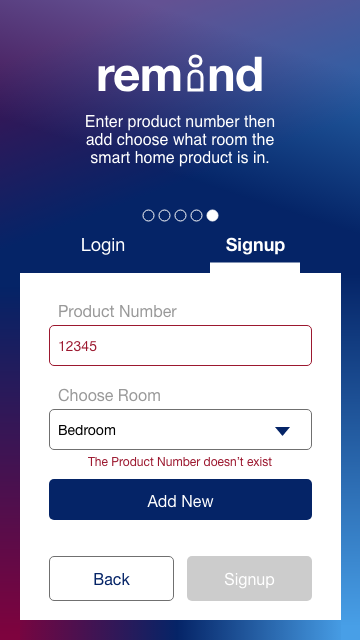 remind
Enter product number then
add choose what room the
smart home product is in.
Login
Signup
Product Number
12345
Choose Room
Bedroom
The Product Number doesn't exist
Add New
Back
Signup